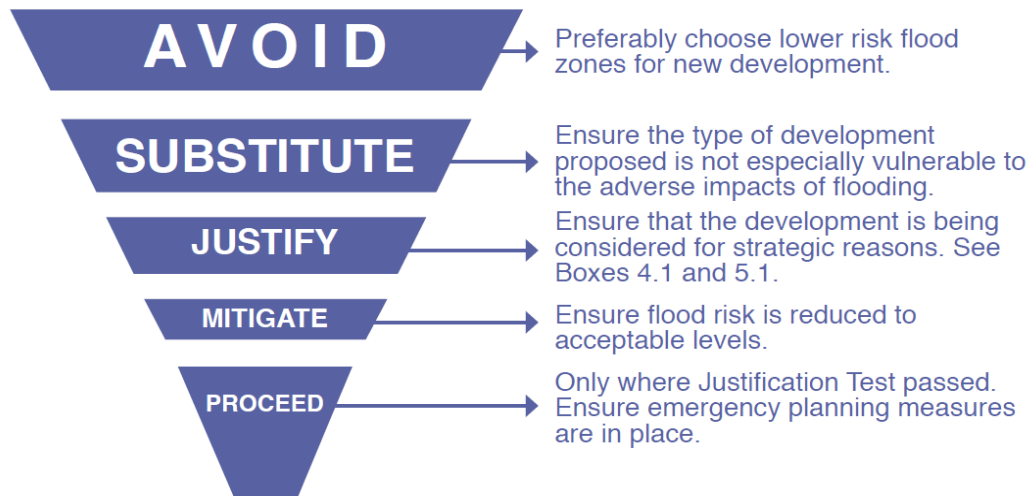 AVOID
Preferably choose lower risk flood
zones for new development.
SUBSTITUTE
Ensure the type of development
proposed is not especially vulnerable to
the adverse impacts of flooding.
JUSTIFY
Ensure that the development is being
considered for strategic reasons. See
Boxes 4.1 and 5.1.
MITIGATE
Ensure flood risk is reduced to
acceptable levels.
PROCEED
Only where Justification Test passed.
Ensure emergency planning measures
are in place.